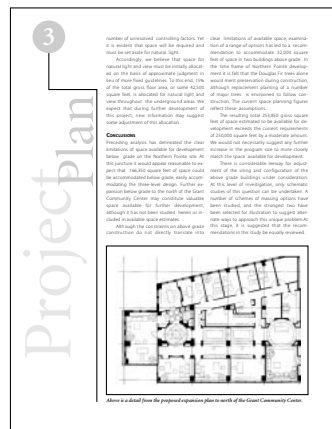 3
Project
Plan
number of unresolved controlling factors. Yet
it is evident that space will be required and
must be set aside for natural light.
Accordingly, we believe that space for
natural light and view must be initially allocat-
ed on the basis of approximate judgment in
lieu of more fixed guidelines. To this end, 15%
of the total gross floor area, or some 42,500
square feet, is allocated for natural light and
view throughout the underground areas. We
expect that during further development of
this project, new information may suggest
some adjustment of this allocation.
CONCLUSIONS
Preceding analysis has delineated the clear
limitations of space available for development
below grade on the Northern Pointe site. At
this juncture it would appear reasonable to ex-
pect that 166,350 square feet of space could
be accommodated below grade, easily accom-
modating the three-level design. Further ex-
pansion below grade to the north of the Grant
Community Center may constitute valuable
space available for further development,
although it has not been studied herein or in-
cluded in available space estimates.
Although the constraints on above grade
construction do not directly translate into
clear limitations of available space, examina-
tion of a range of options has led to a recom-
mendation to accommodate 32,000 square
feet of space in two buildings above grade. In
the time frame of Northern Pointe develop-
ment it is felt that the Douglas Fir trees alone
would merit preservation during construction,
although replacement planting of a number
of major trees is envisioned to follow con-
struction. The current space planning figures
reflect these assumptions.
The resulting total 253,850 gross square
feet of space estimated to be available for de-
velopment exceeds the current requirements
of 250,000 square feet by a moderate amount.
We would not necessarily suggest any further
increase in the program size to more closely
match the space available for development.
There is considerable leeway for adjust-
ment of the siting and configuration of the
above grade buildings under consideration.
At this level of investigation, only schematic
studies of this question can be undertaken. A
number of schemes of massing options have
been studied, and the strongest two have
been selected for illustration to suggest alter-
nate ways to approach this unique problem. At
this stage, it is suggested that the recom-
mendations in this study be equally reviewed.
Above is a detail from the proposed expansion plan to north of the Grant Community Center.